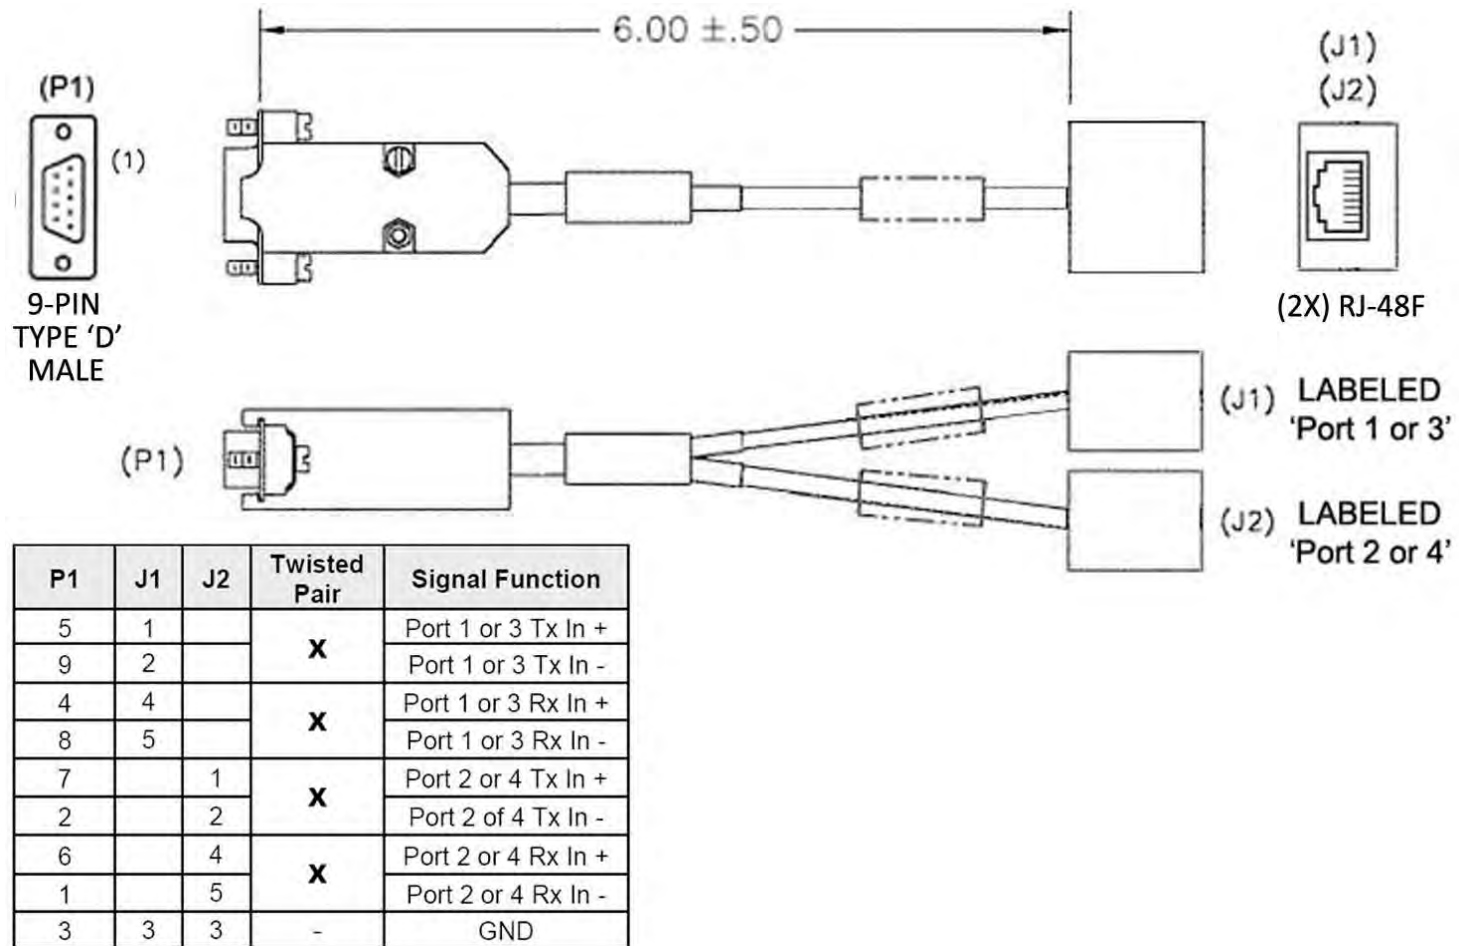 6.00 ±.50
(P1)
(1)
9-PIN
TYPE ‘D’
MALE
(J1)
(J2)
(2X) RJ-48F
(P1)
(J1) LABELED
'Port 1 or 3'
(J2) LABELED
'Port 2 or 4'
P1 J1 J2 Twisted Pair Signal Function
5 1 X Port 1 or 3 Tx In +
9 2 Port 1 or 3 Tx In -
4 4 X Port 1 or 3 Rx In +
8 5 Port 1 or 3 Rx In -
7 1 X Port 2 or 4 Tx In +
2 2 Port 2 of 4 Tx In -
6 4 X Port 2 or 4 Rx In +
1 5 Port 2 or 4 Rx In -
3 3 3 - GND